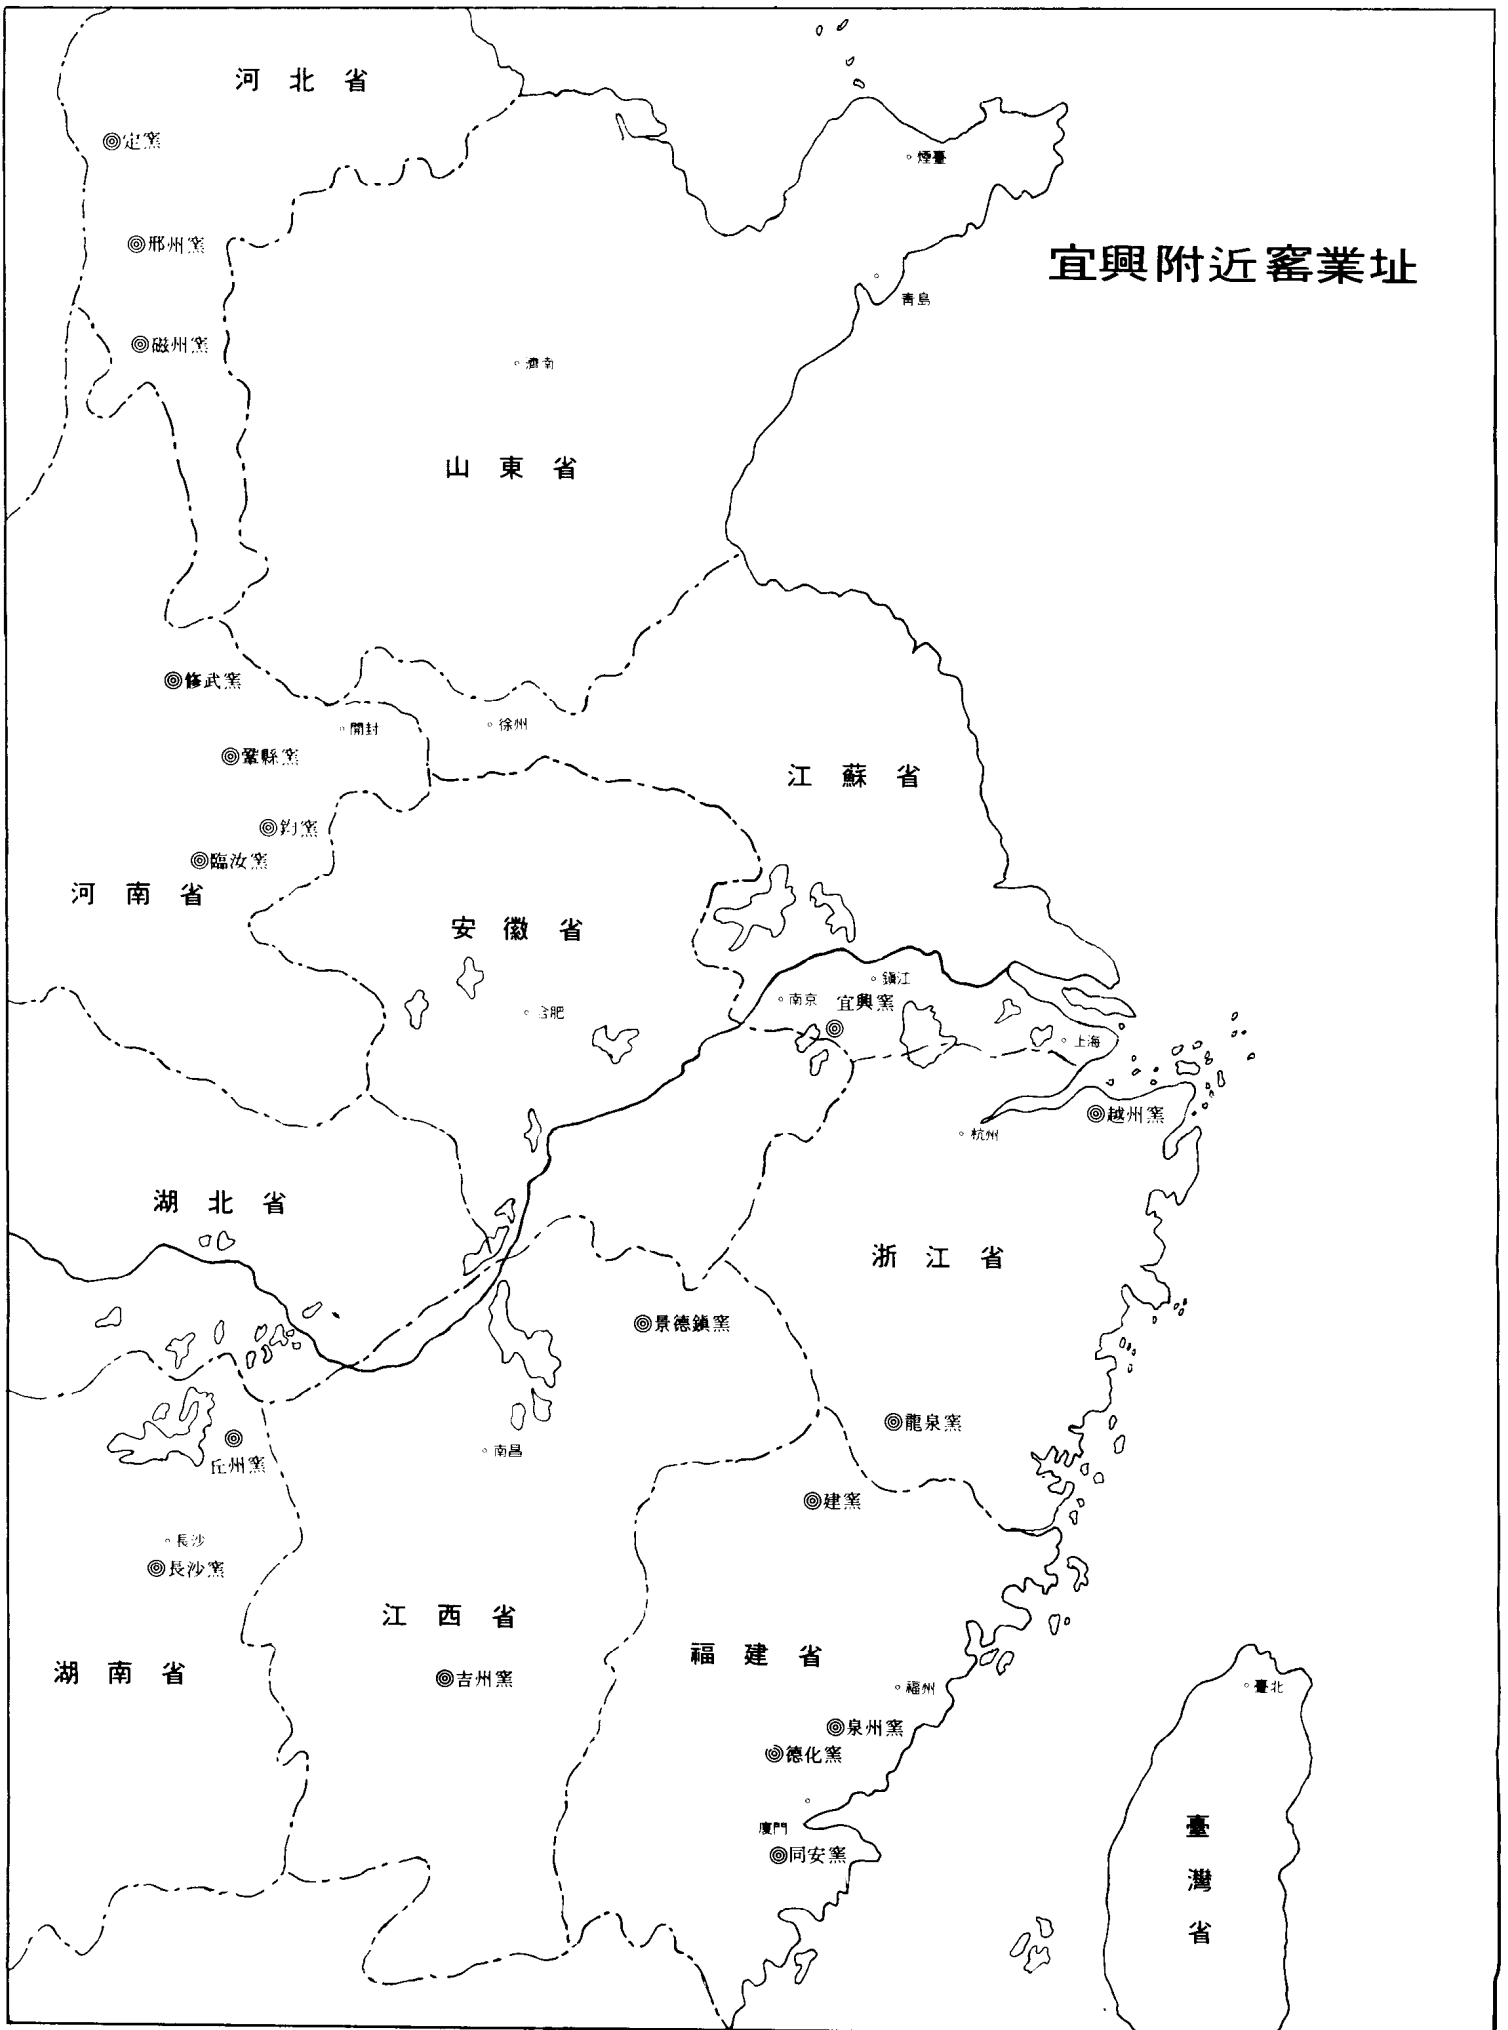 河北省
定窯
煙臺
邢州窯
宜興附近窰業址
青島
磁州窯
濟南
山東省
修武窯
開封
徐州
鞏縣窯
江蘇省
鈞窯
臨汝窯
河南省
安徽省
鎮江
南京
宜興窯
合肥
上海
越州窯
杭州
湖北省
浙江省
景德鎮窯
龍泉窯
南昌
丘州窯
建窯
長沙
長沙窯
江西省
福建省
湖南省
吉州窯
福州
臺北
泉州窯
德化窯
廈門
同安窯
臺灣省